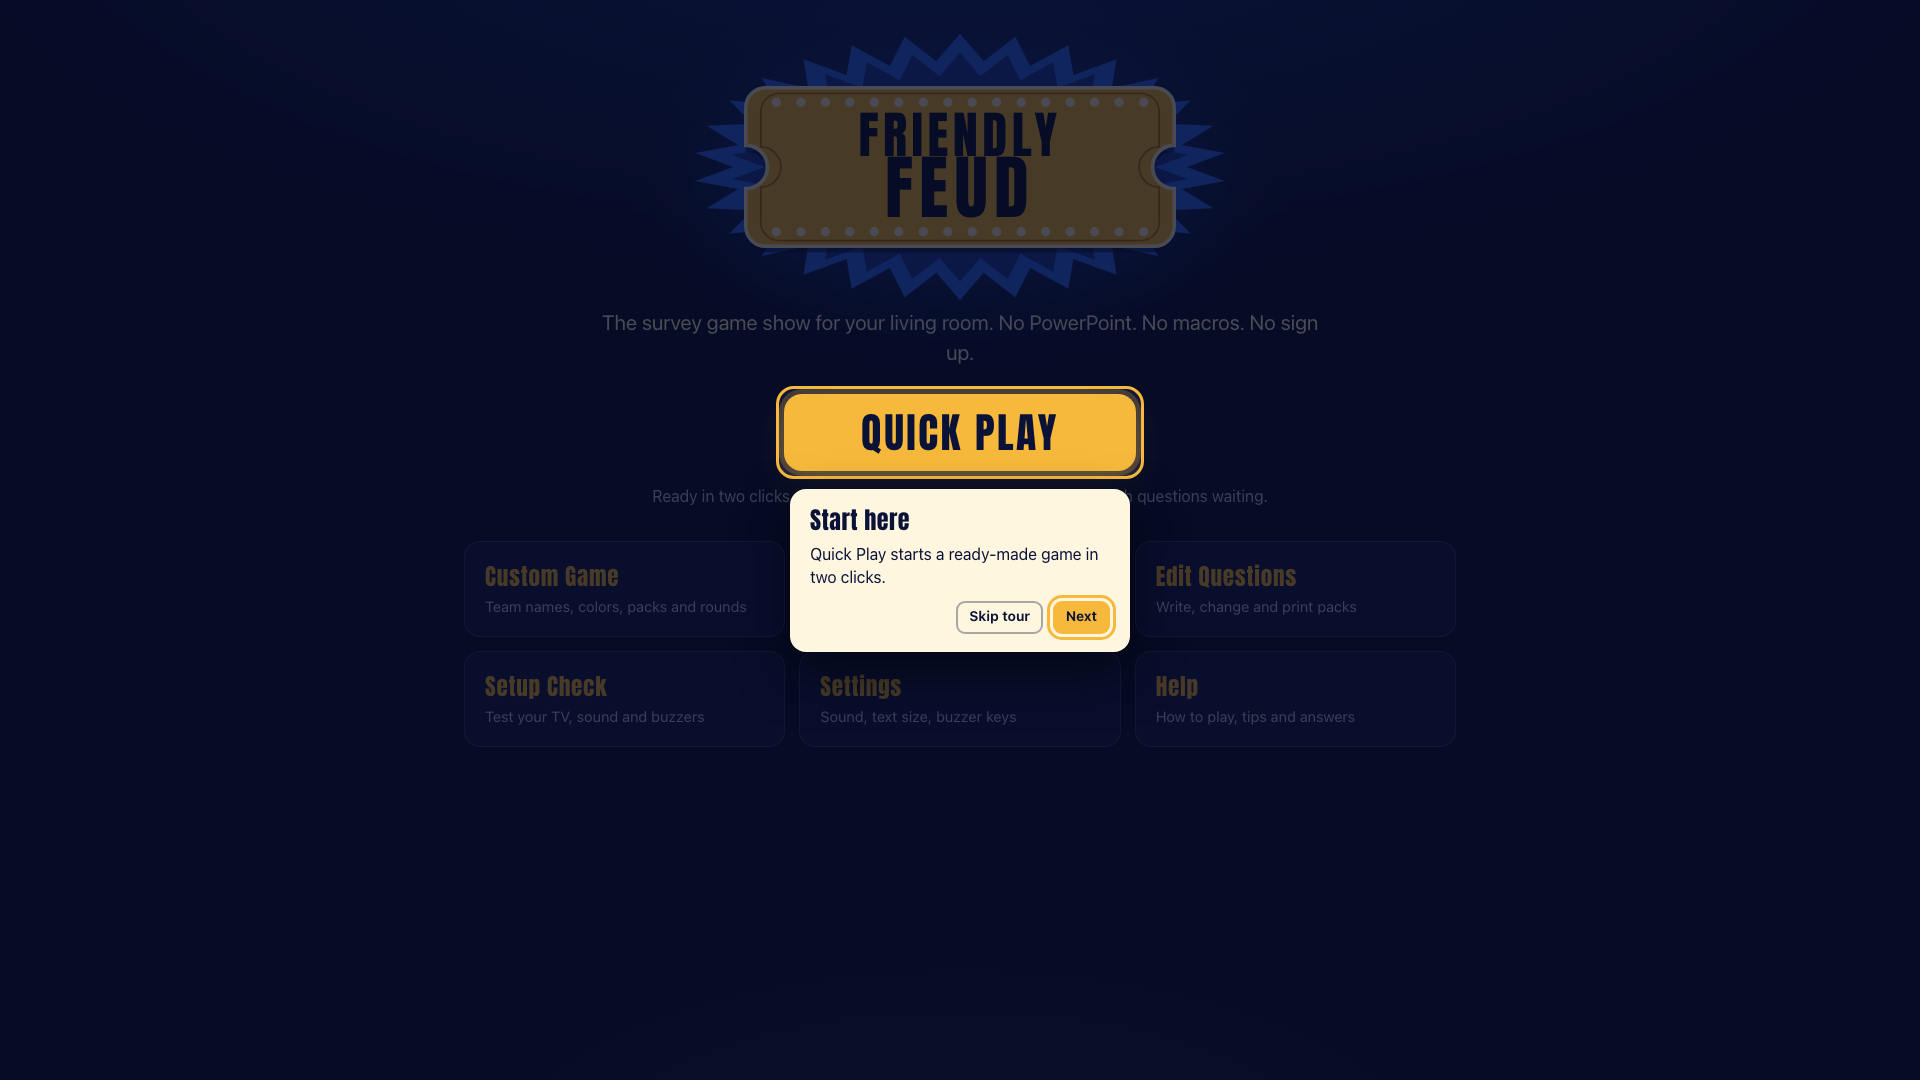 FRIENDLY
FEUD
The survey game show for your living room. No PowerPoint. No macros. No sign
up.
QUICK PLAY
Ready in two clicks
questions waiting.
Start here
Quick Play starts a ready-made game in
two clicks.
Skip tour
Next
Custom Game
Team names, colors, packs and rounds
Edit Questions
Write, change and print packs
Setup Check
Test your TV, sound and buzzers
Settings
Sound, text size, buzzer keys
Help
How to play, tips and answers